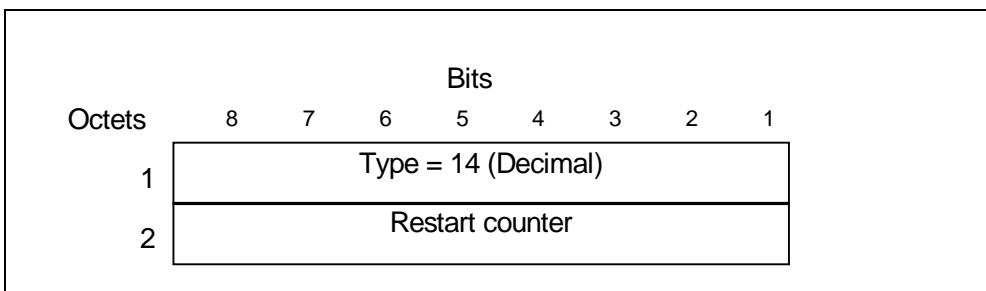 Bits
Octets 8 7 6 5 4 3 2 1
1 Type = 14 (Decimal)
2 Restart counter